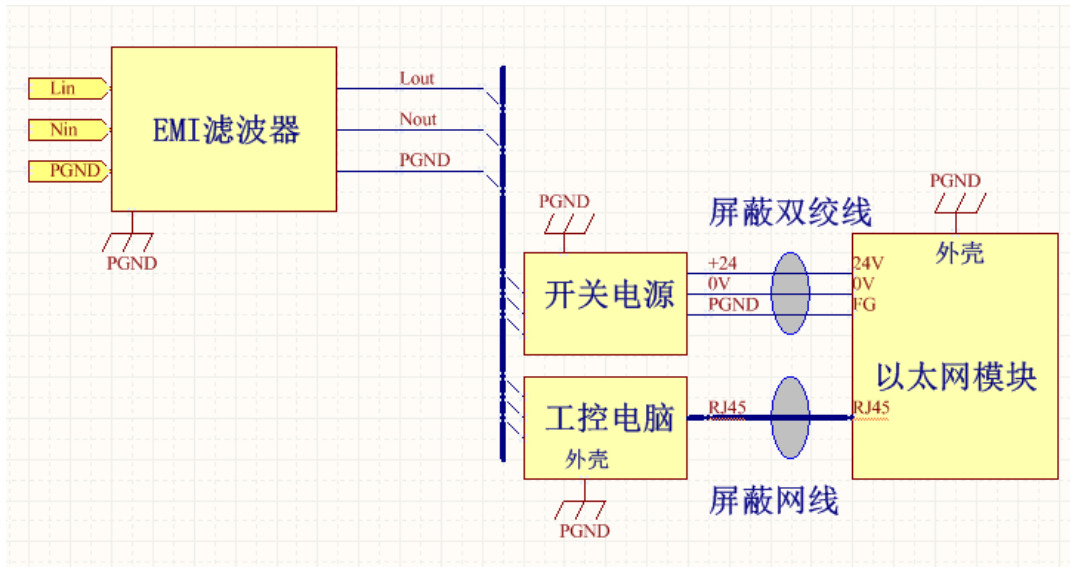 Lin
Nin
PGND
EMI滤波器
PGND
Lout
Nout
PGND
PGND
开关电源
+24
0V
PGND
屏蔽双绞线
PGND
外壳
24V
0V
FG
以太网模块
RJ45
工控电脑
外壳
PGND
RJ45
屏蔽网线